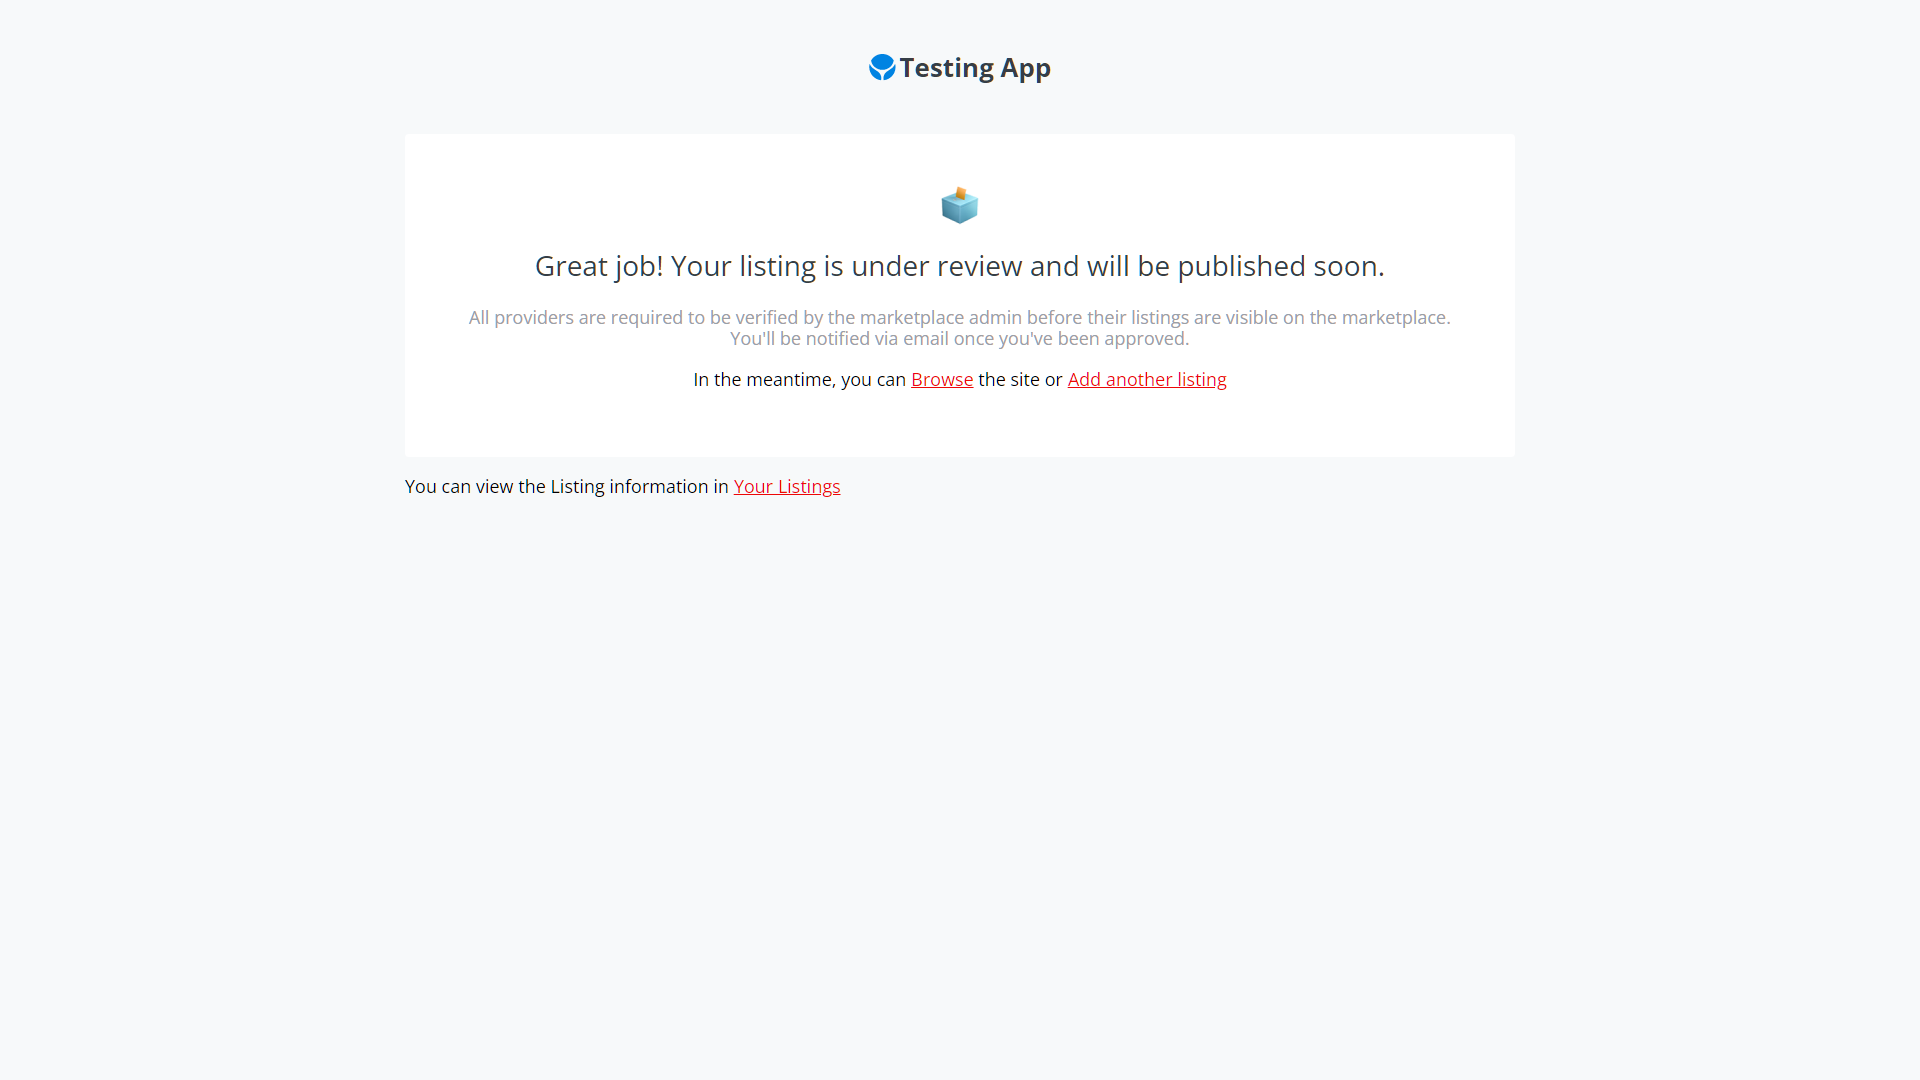 Testing App
Great job! Your listing is under review and will be published soon.
All providers are required to be verified by the marketplace admin before their listings are visible on the marketplace.
You'll be notified via email once you've been approved.
In the meantime, you can Browse the site or Add another listing
You can view the Listing information in Your Listings